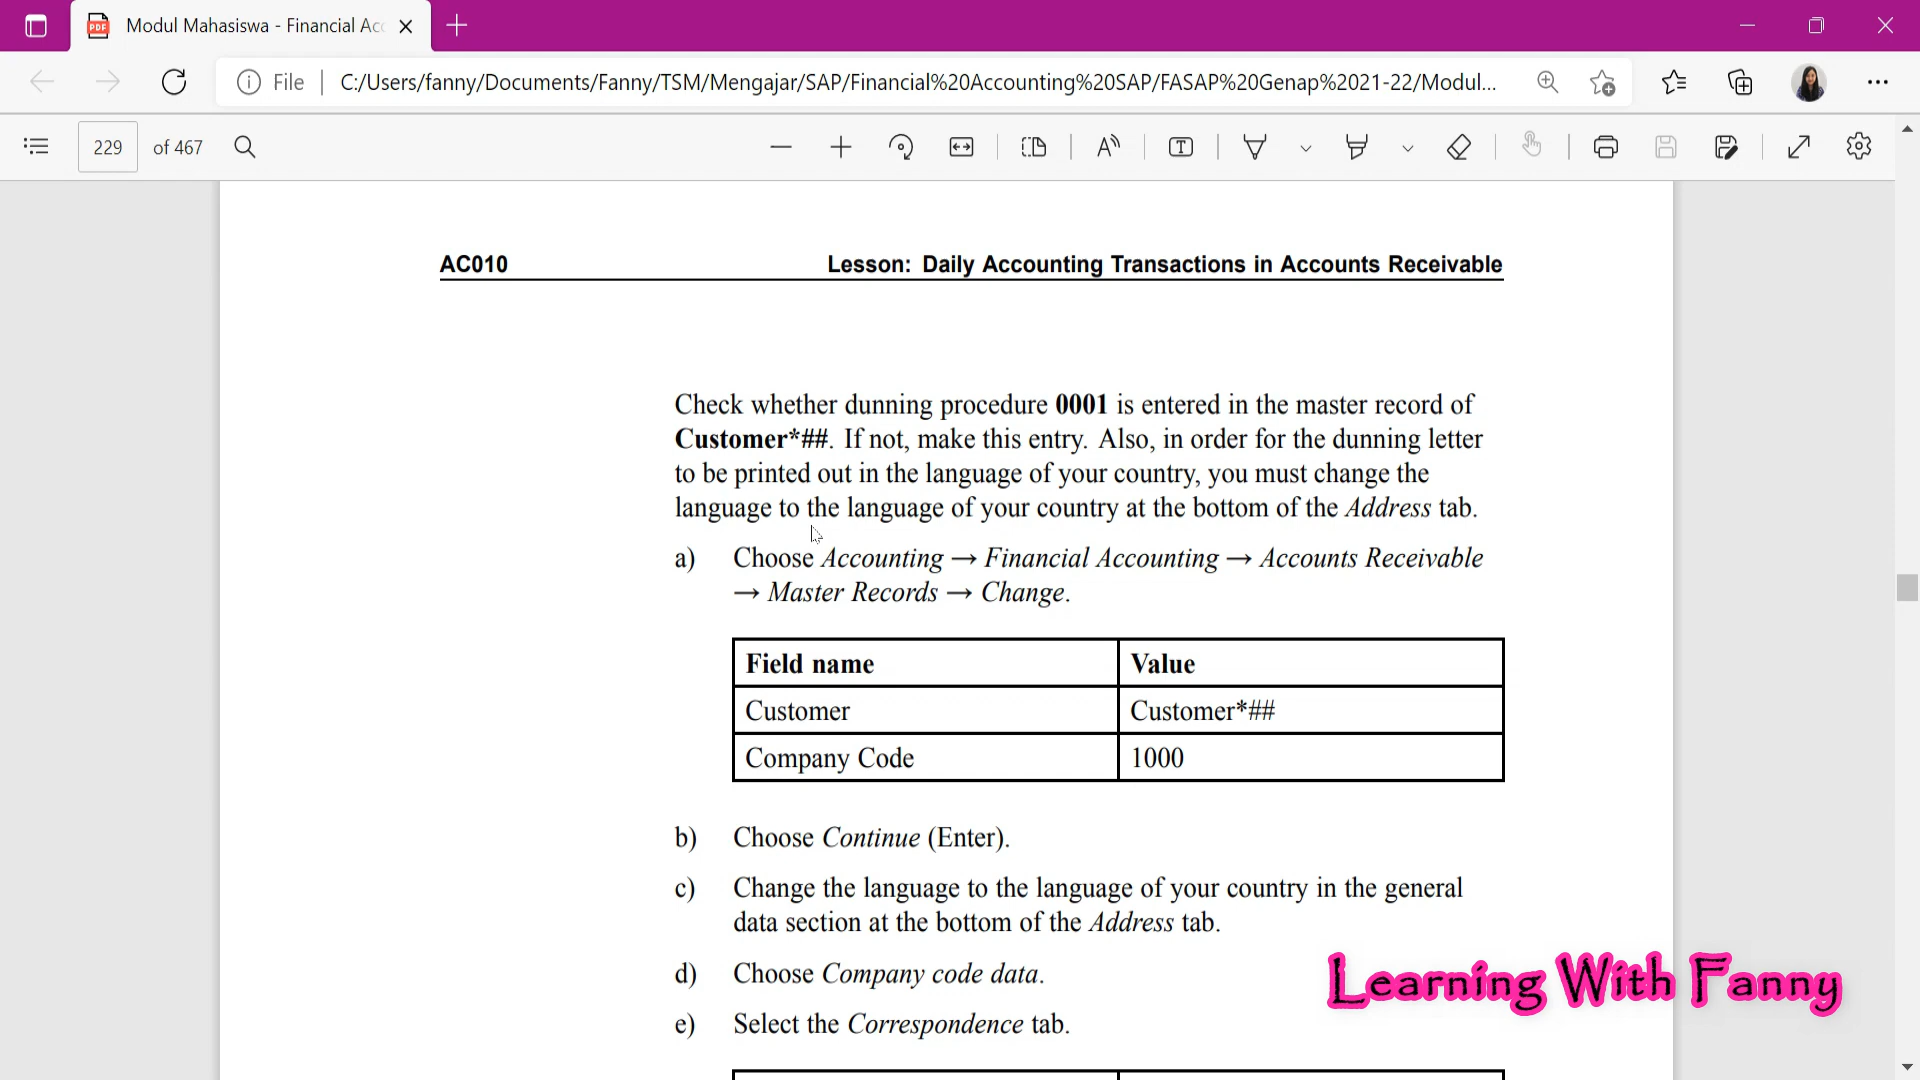 Modul Mahasiswa - Financial Acc
File
C:/Users/fanny/Documents/Fanny/TSM/Mengajar/SAP/Financial%20Accounting%20SAP/FASAP%20Genap%2021-22/Modul...
229 of 467
AC010 Lesson: Daily Accounting Transactions in Accounts Receivable
Check whether dunning procedure 0001 is entered in the master record of
Customer*##. If not, make this entry. Also, in order for the dunning letter
to be printed out in the language of your country, you must change the
language to the language of your country at the bottom of the Address tab.
a) Choose Accounting → Financial Accounting → Accounts Receivable
→ Master Records → Change.
Field name Value
Customer Customer*##
Company Code 1000
b) Choose Continue (Enter).
c) Change the language to the language of your country in the general
data section at the bottom of the Address tab.
d) Choose Company code data.
e) Select the Correspondence tab.
Learning With Fanny